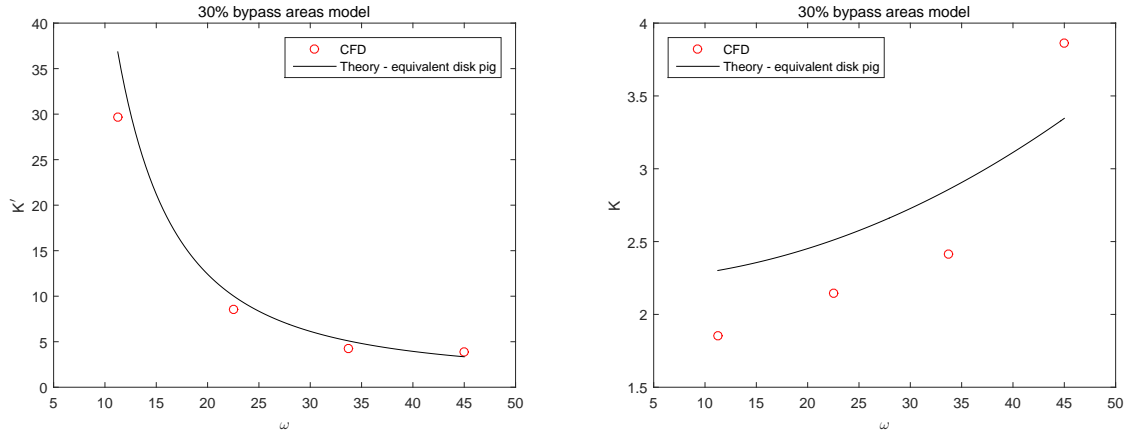 30% bypass areas model
40
35
30
25
20
15
10
5
0
K′
CFD
Theory - equivalent disk pig
5 10 15 20 25 30 35 40 45 50
ω
30% bypass areas model
4
3.5
3
2.5
2
1.5
K
CFD
Theory - equivalent disk pig
5 10 15 20 25 30 35 40 45 50
ω